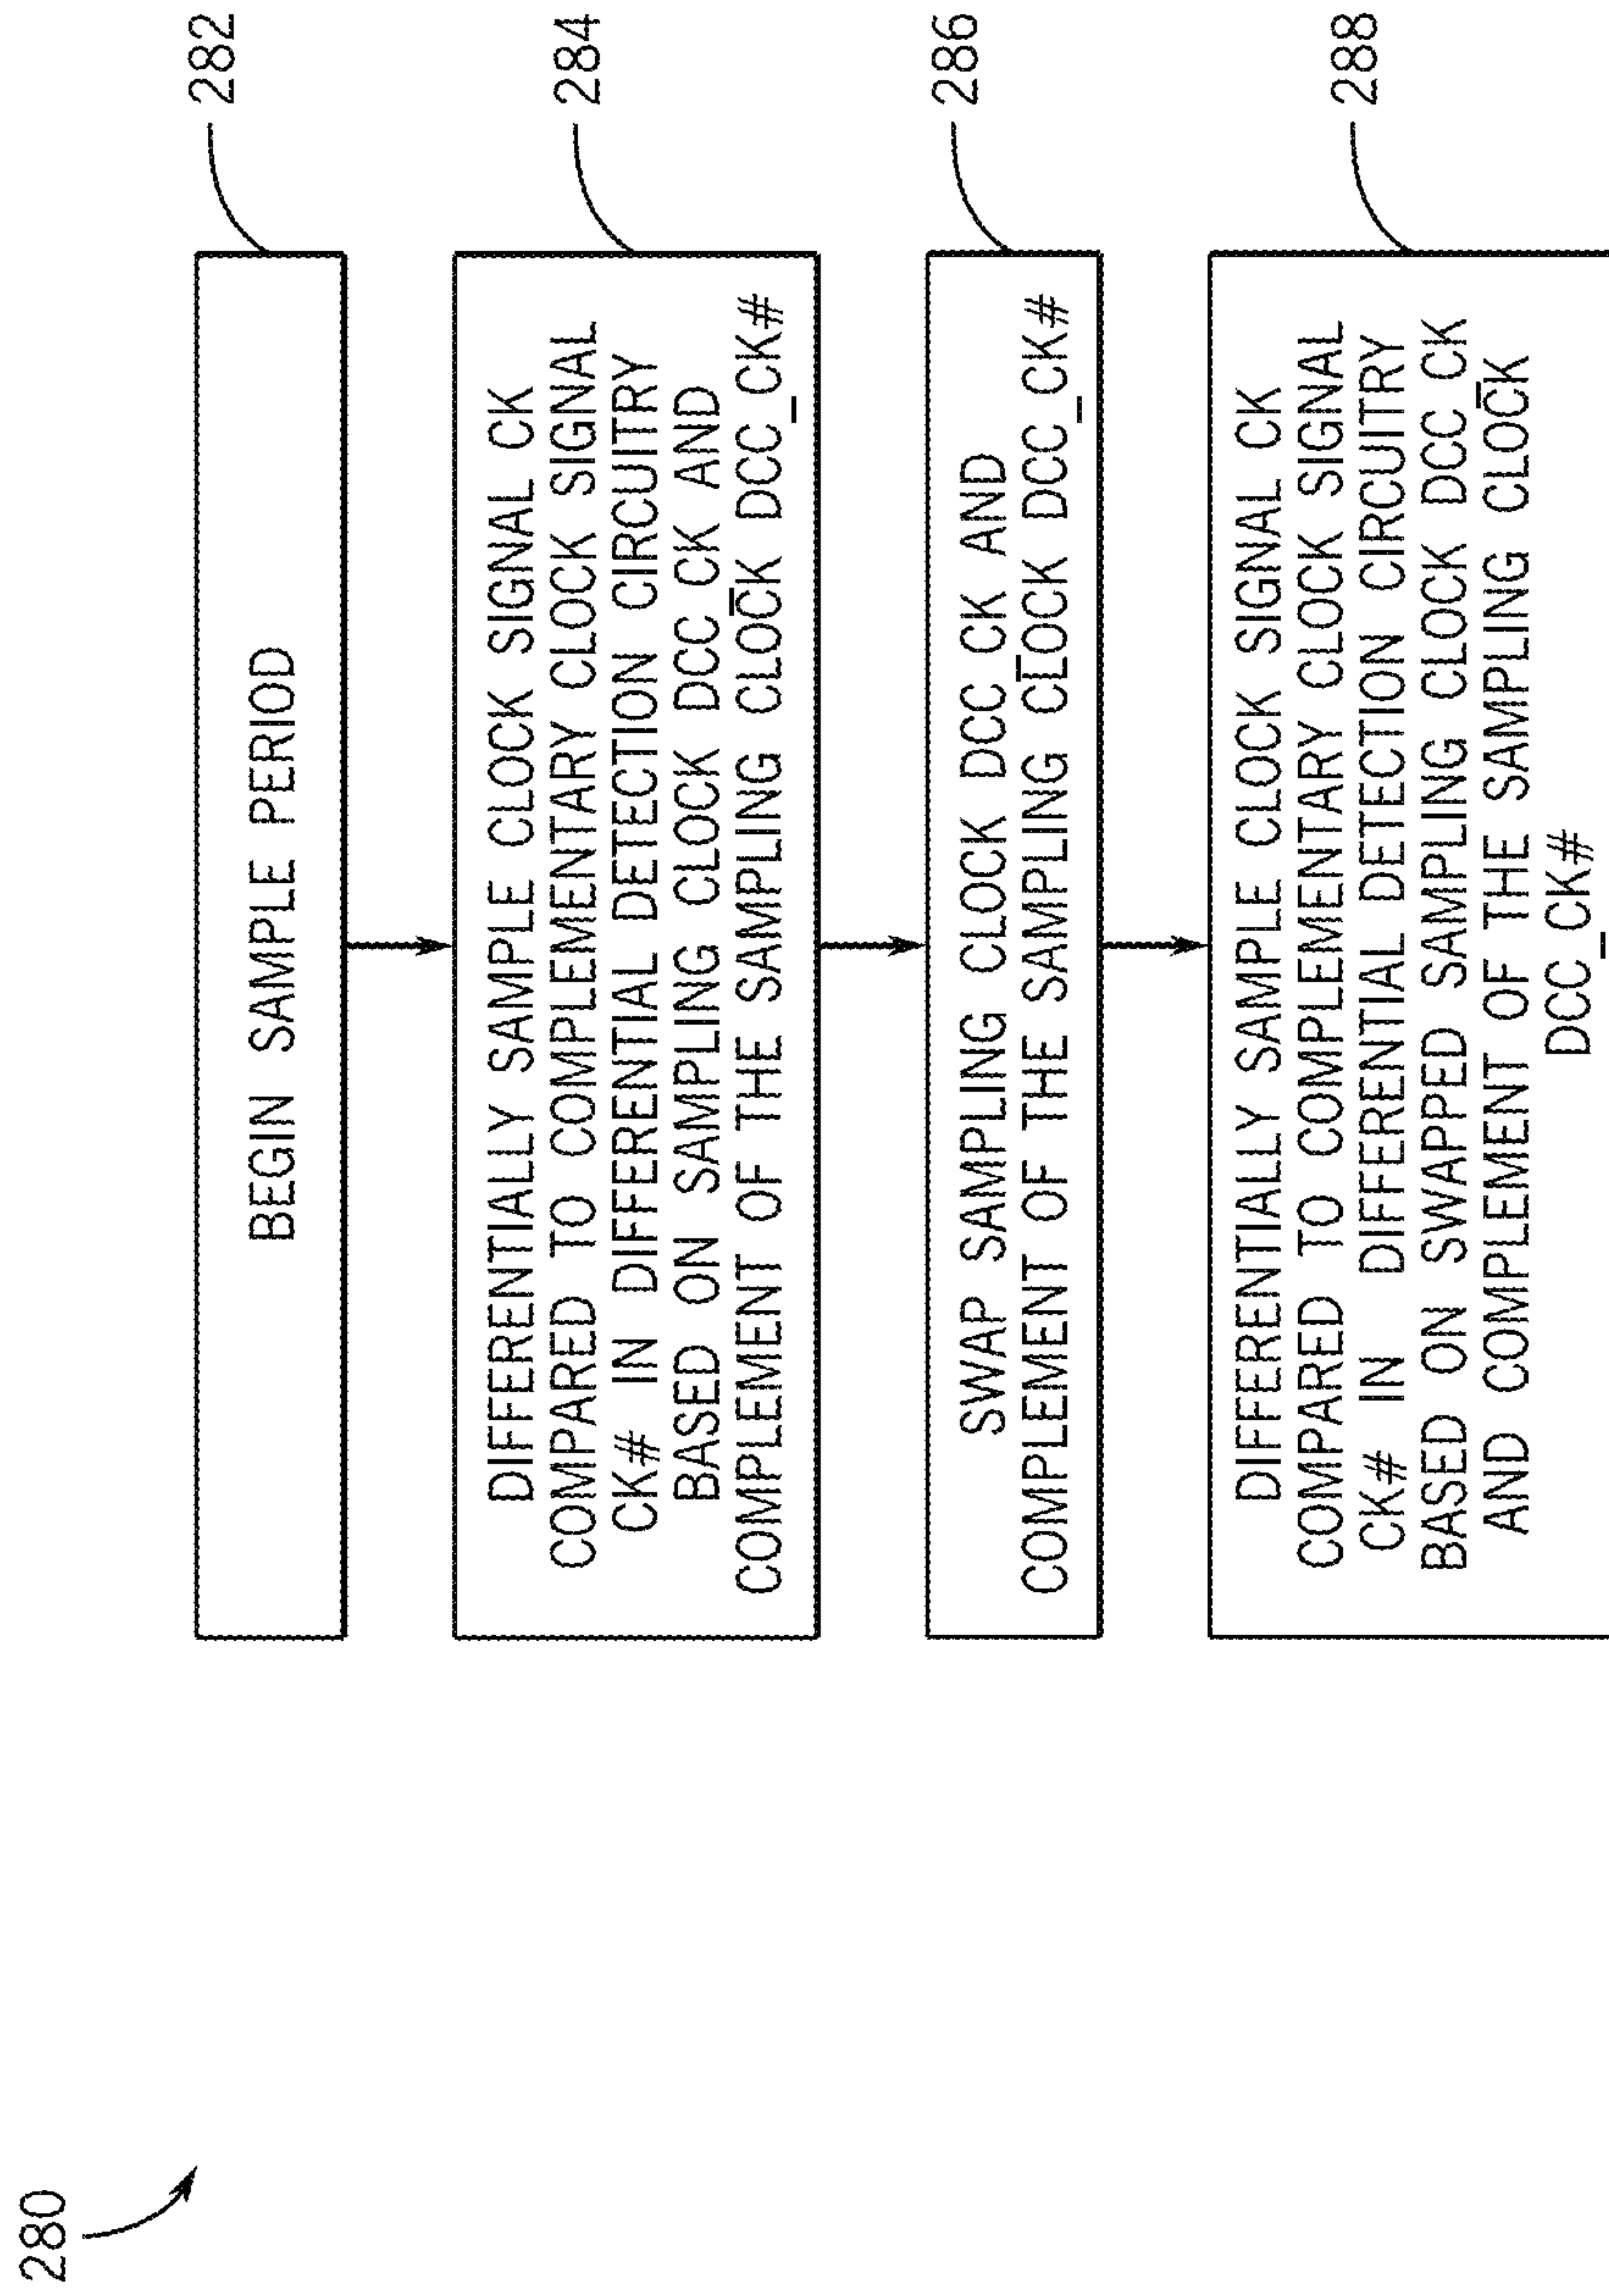 280
BEGIN SAMPLE PERIOD
282
DIFFERENTIALLY SAMPLE CLOCK SIGNAL CK
COMPARED TO COMPLEMENTARY CLOCK SIGNAL
CK# IN DIFFERENTIAL DETECTION CIRCUITRY
BASED ON SAMPLING CLOCK DCC_CK AND
COMPLEMENT OF THE SAMPLING CLOCK DCC_CK#
284
SWAP SAMPLING CLOCK DCC_CK AND
COMPLEMENT OF THE SAMPLING CLOCK DCC_CK#
286
DIFFERENTIALLY SAMPLE CLOCK SIGNAL CK
COMPARED TO COMPLEMENTARY CLOCK SIGNAL
CK# IN DIFFERENTIAL DETECTION CIRCUITRY
BASED ON SWAPPED SAMPLING CLOCK DCC_CK
AND COMPLEMENT OF THE SAMPLING CLOCK
DCC_CK#
288